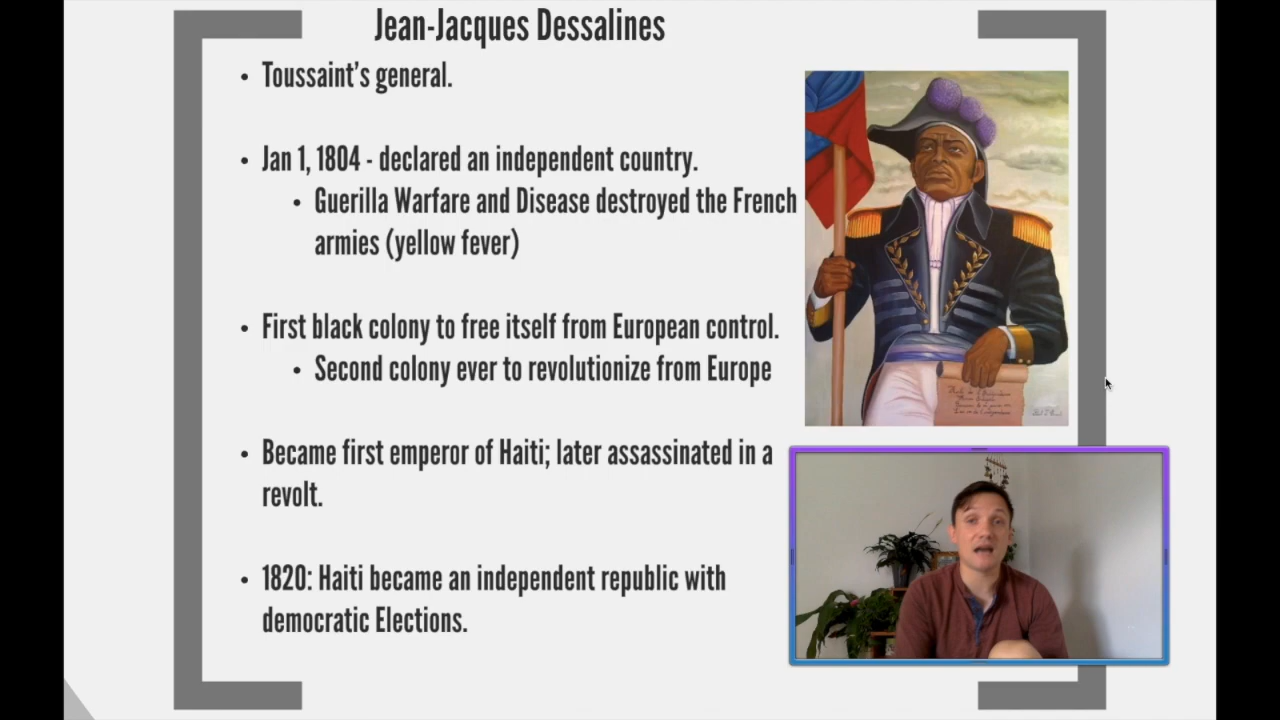 Jean-Jacques Dessalines
• Toussaint's general.
• Jan 1, 1804 - declared an independent country.
• Guerilla Warfare and Disease destroyed the French
armies (yellow fever)
• First black colony to free itself from European control.
• Second colony ever to revolutionize from Europe
• Became first emperor of Haiti; later assassinated in a
revolt.
• 1820: Haiti became an independent republic with
democratic Elections.